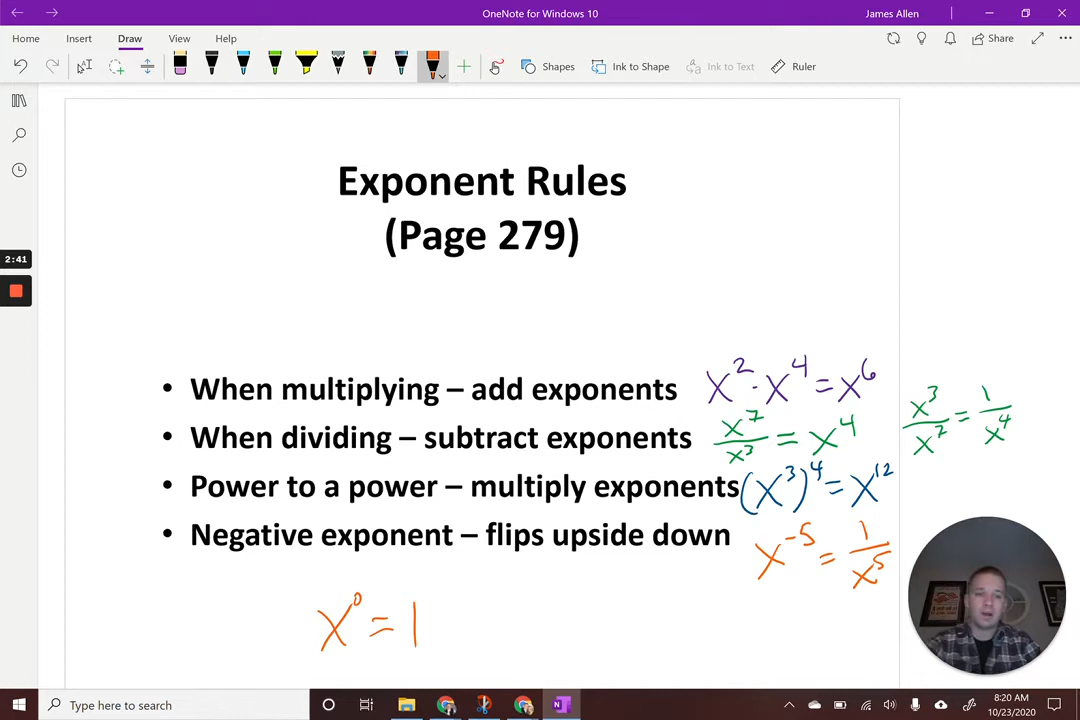 OneNote for Windows 10
James Allen
Home Insert Draw View Help
Share
Shapes Ink to Shape Ink to Text Ruler
Exponent Rules
(Page 279)
2:41
• When multiplying – add exponents x² · x⁴ = x⁶
• When dividing – subtract exponents x⁷/x³ = x⁴ x³/x⁷ = 1/x⁴
• Power to a power – multiply exponents (x³)⁴ = x¹²
• Negative exponent – flips upside down x⁻⁵ = 1/x⁵
x⁰ = 1
Type here to search
8:20 AM
10/23/2020